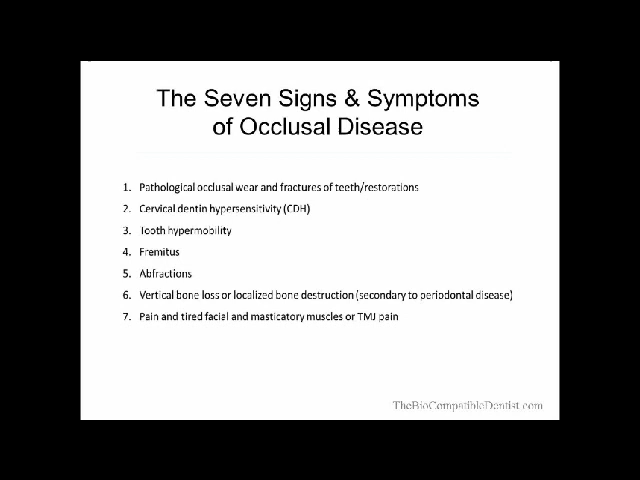 The Seven Signs & Symptoms
of Occlusal Disease
1. Pathological occlusal wear and fractures of teeth/restorations
2. Cervical dentin hypersensitivity (CDH)
3. Tooth hypermobility
4. Fremitus
5. Abfractions
6. Vertical bone loss or localized bone destruction (secondary to periodontal disease)
7. Pain and tired facial and masticatory muscles or TMJ pain
TheBioCompatibleDentist.com